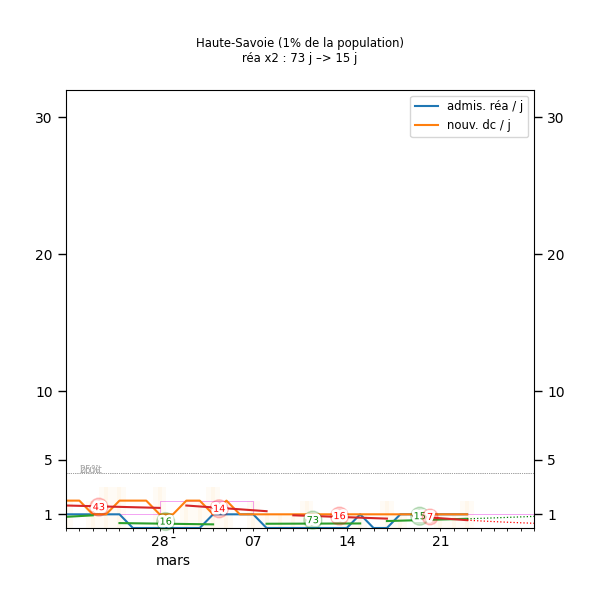 Haute-Savoie (1% de la population)
réa x2 : 73 j –> 15 j
admis. réa / j
nouv. dc / j
30 30
20 20
10 10
5 5
43 16 14 73 16 15 7
1 1
28 - 07 14 21
mars